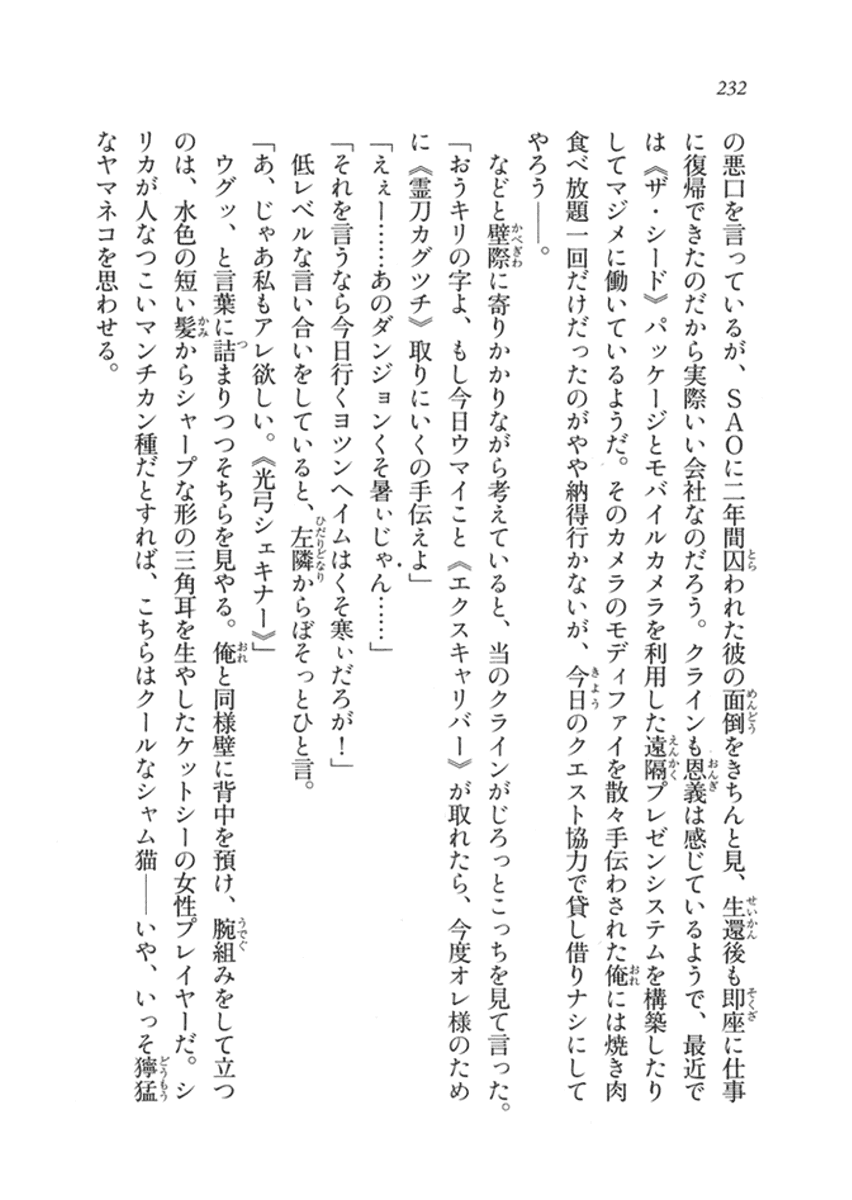 232
の悪口を言っているが、ＳＡＯに二年間囚われた彼の面倒をきちんと見、生還後も即座に仕事
に復帰できたのだから実際いい会社なのだろう。クラインも恩義は感じているようで、最近で
は《ザ・シード》パッケージとモバイルカメラを利用した遠隔プレゼンシステムを構築したり
してマジメに働いているようだ。そのカメラのモディファイを散々手伝わされた俺には焼き肉
食べ放題一回だけだったのがやや納得行かないが、今日のクエスト協力で貸し借りナシにして
やろう――。
などと壁際に寄りかかりながら考えていると、当のクラインがじろっとこっちを見て言った。
「おうキリの字よ、もし今日ウマイこと《エクスキャリバー》が取れたら、今度オレ様のため
に《霊刀カグツチ》取りにいくの手伝えよ」
「えぇー……あのダンジョンくそ暑ぃじゃん……」
「それを言うなら今日行くヨツンヘイムはくそ寒ぃだろが！」
低レベルな言い合いをしていると、左隣からぼそっとひと言。
「あ、じゃあ私もアレ欲しい。《光弓シェキナー》」
ウグッ、と言葉に詰まりつつそちらを見やる。俺と同様壁に背中を預け、腕組みをして立つ
のは、水色の短い髪からシャープな形の三角耳を生やしたケットシーの女性プレイヤーだ。シ
リカが人なつこいマンチカン種だとすれば、こちらはクールなシャム猫――いや、いっそ獰猛
なヤマネコを思わせる。